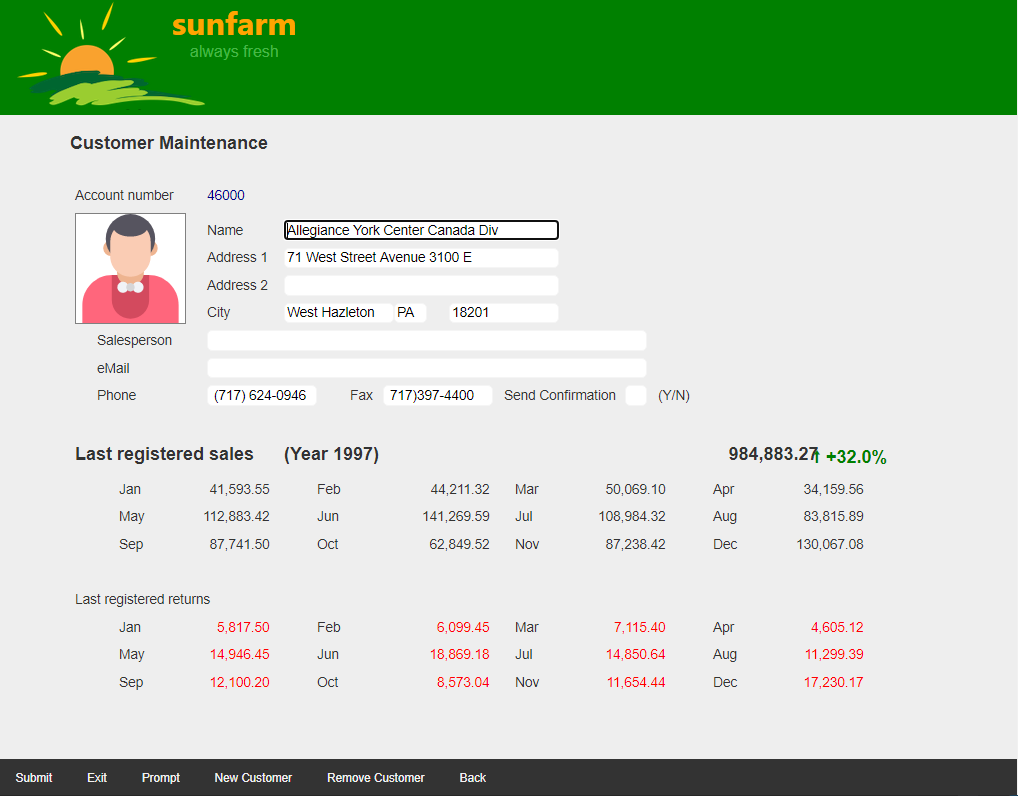 sunfarm
always fresh
Customer Maintenance
Account number 46000
Name Allegiance York Center Canada Div
Address 1 71 West Street Avenue 3100 E
Address 2
City West Hazleton PA 18201
Salesperson
eMail
Phone (717) 624-0946 Fax 717)397-4400 Send Confirmation (Y/N)
Last registered sales (Year 1997) 984,883.27 ↑ +32.0%
Jan 41,593.55 Feb 44,211.32 Mar 50,069.10 Apr 34,159.56
May 112,883.42 Jun 141,269.59 Jul 108,984.32 Aug 83,815.89
Sep 87,741.50 Oct 62,849.52 Nov 87,238.42 Dec 130,067.08
Last registered returns
Jan 5,817.50 Feb 6,099.45 Mar 7,115.40 Apr 4,605.12
May 14,946.45 Jun 18,869.18 Jul 14,850.64 Aug 11,299.39
Sep 12,100.20 Oct 8,573.04 Nov 11,654.44 Dec 17,230.17
Submit Exit Prompt New Customer Remove Customer Back